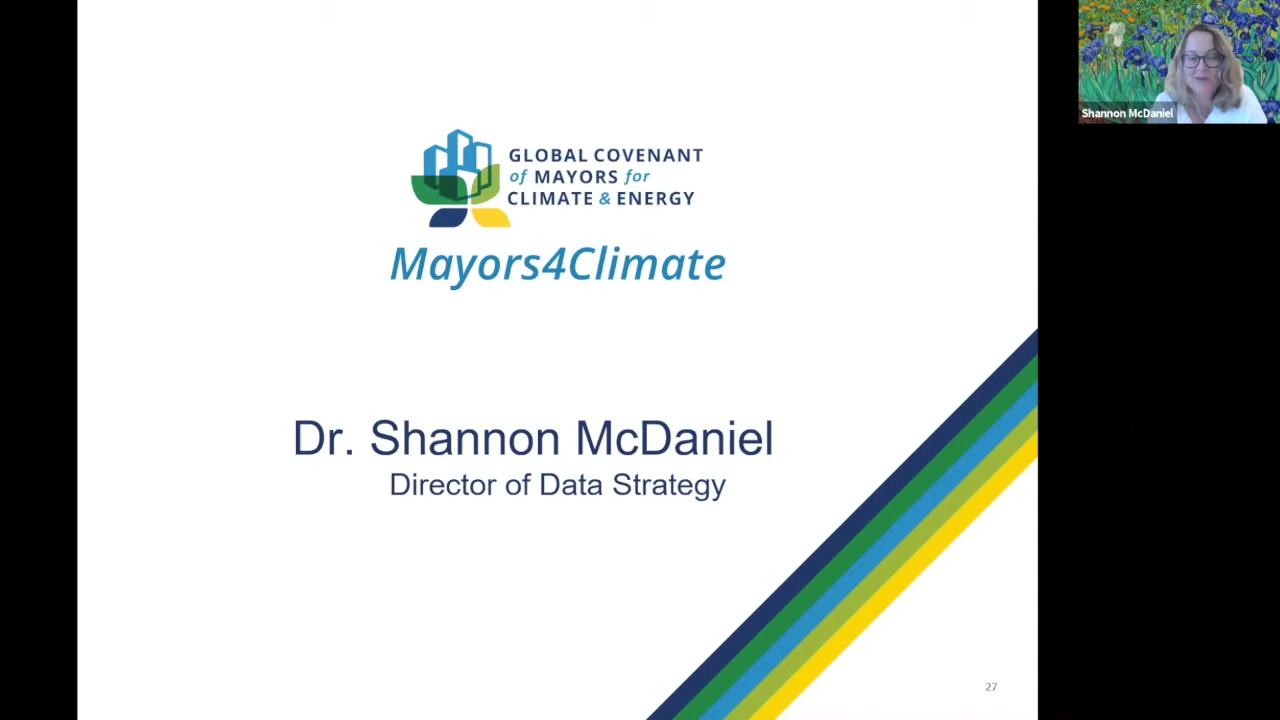 GLOBAL COVENANT
of MAYORS for
CLIMATE & ENERGY
Mayors4Climate
Dr. Shannon McDaniel
Director of Data Strategy
27
Shannon McDaniel